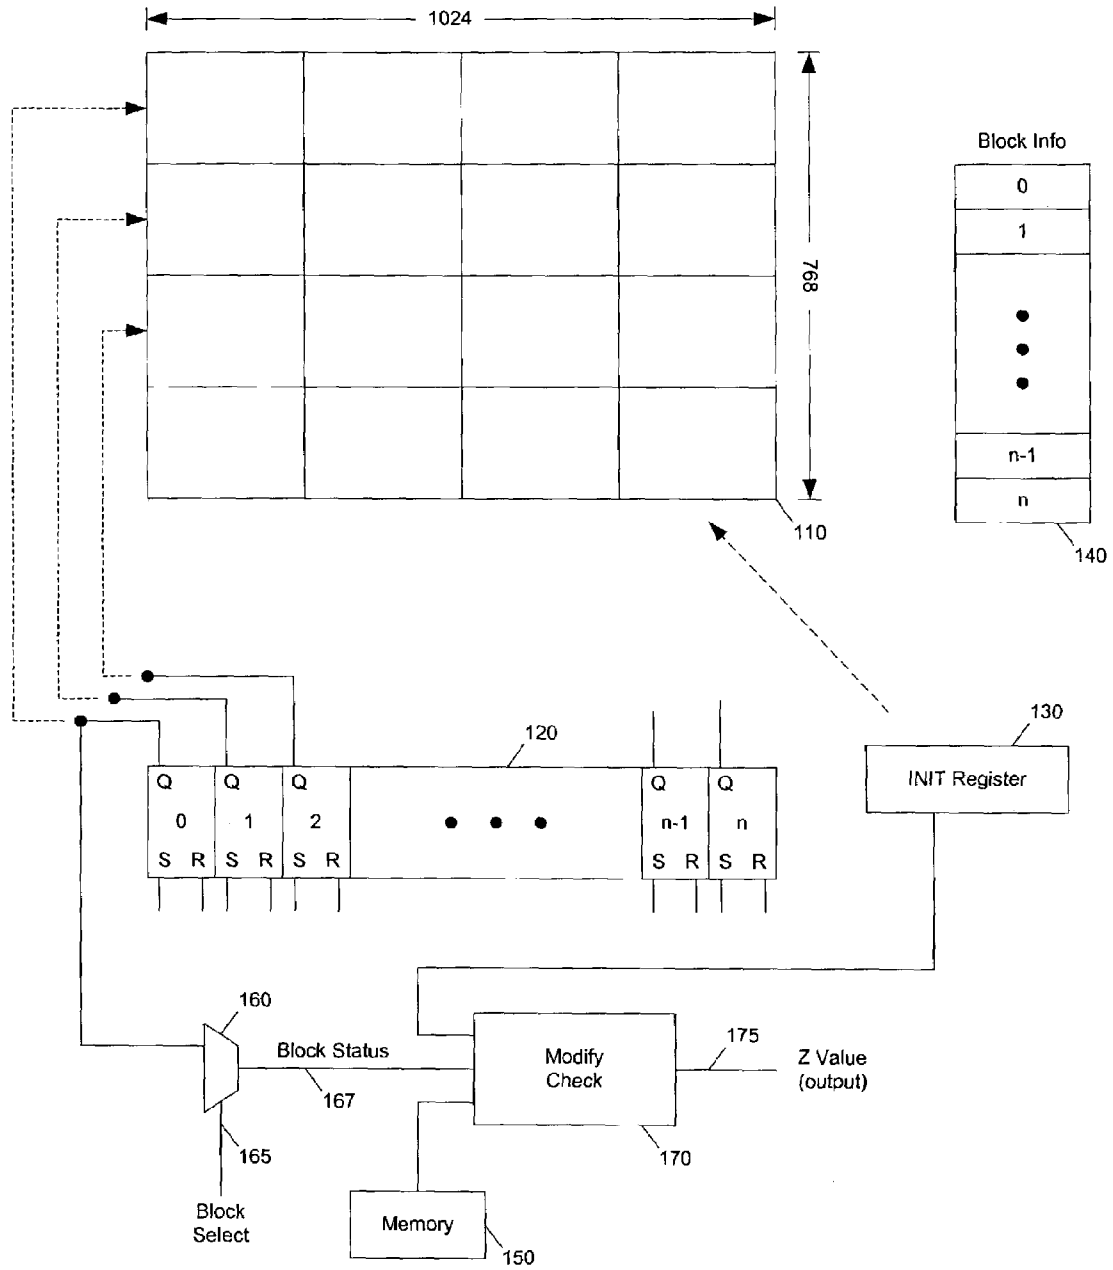 1024
768
Block Info
0
1
n-1
n
110
140
130
INIT Register
120
Q Q Q Q Q
0 1 2 n-1 n
S R S R S R S R S R
160
Block Status
167
165
Block
Select
Modify
Check
170
175
Z Value
(output)
Memory
150